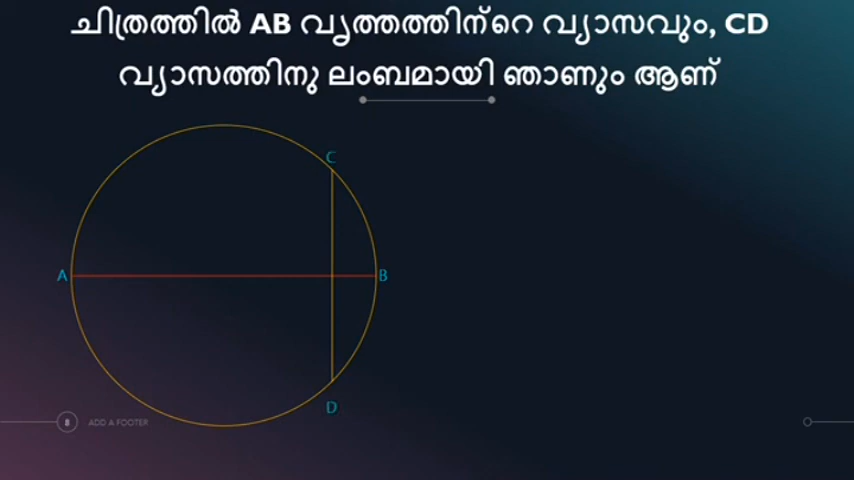 ചിത്രത്തിൽ AB വൃത്തത്തിന്റെ വ്യാസവും, CD
വ്യാസത്തിനു ലംബമായി ഞാണും ആണ്
C
A
B
D
8
ADD A FOOTER